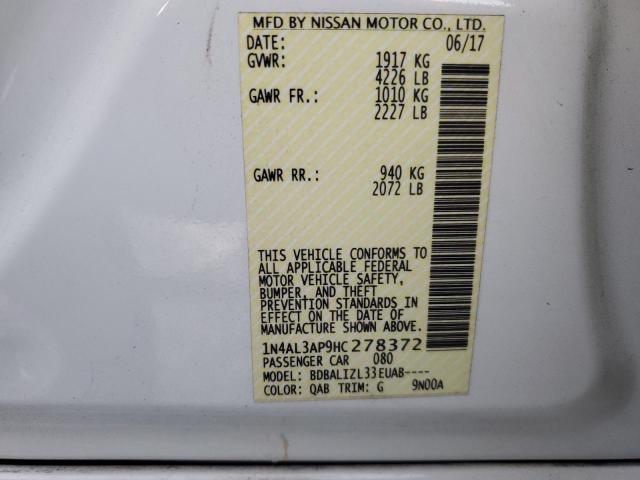 MFD BY NISSAN MOTOR CO., LTD.
DATE: 06/17
GVWR: 1917 KG
4226 LB
GAWR FR.: 1010 KG
2227 LB
GAWR RR.: 940 KG
2072 LB
THIS VEHICLE CONFORMS TO
ALL APPLICABLE FEDERAL
MOTOR VEHICLE SAFETY,
BUMPER, AND THEFT
PREVENTION STANDARDS IN
EFFECT ON THE DATE OF
MANUFACTURE SHOWN ABOVE.
1N4AL3AP9HC278372
PASSENGER CAR 080
MODEL: BDBALIZL33EUAB----
COLOR: QAB TRIM: G 9N00A